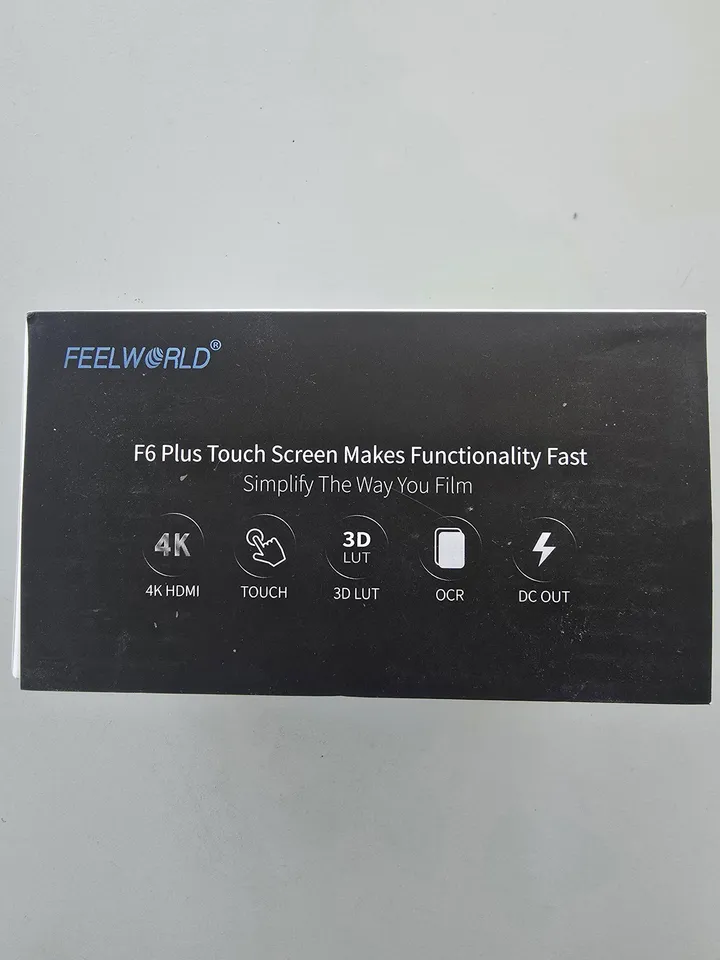 FEELWORLD®
F6 Plus Touch Screen Makes Functionality Fast
Simplify The Way You Film
4K 3D
LUT
4K HDMI TOUCH 3D LUT OCR DC OUT